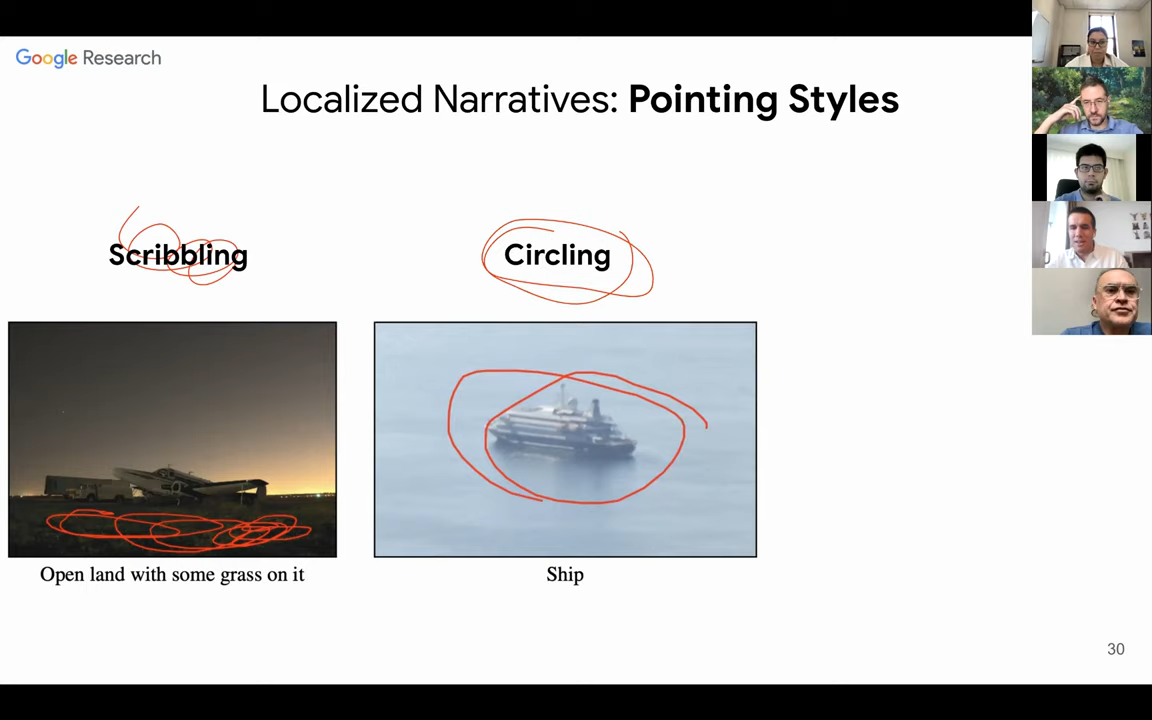 Google Research
Localized Narratives: Pointing Styles
Scribbling
Circling
Open land with some grass on it
Ship
30